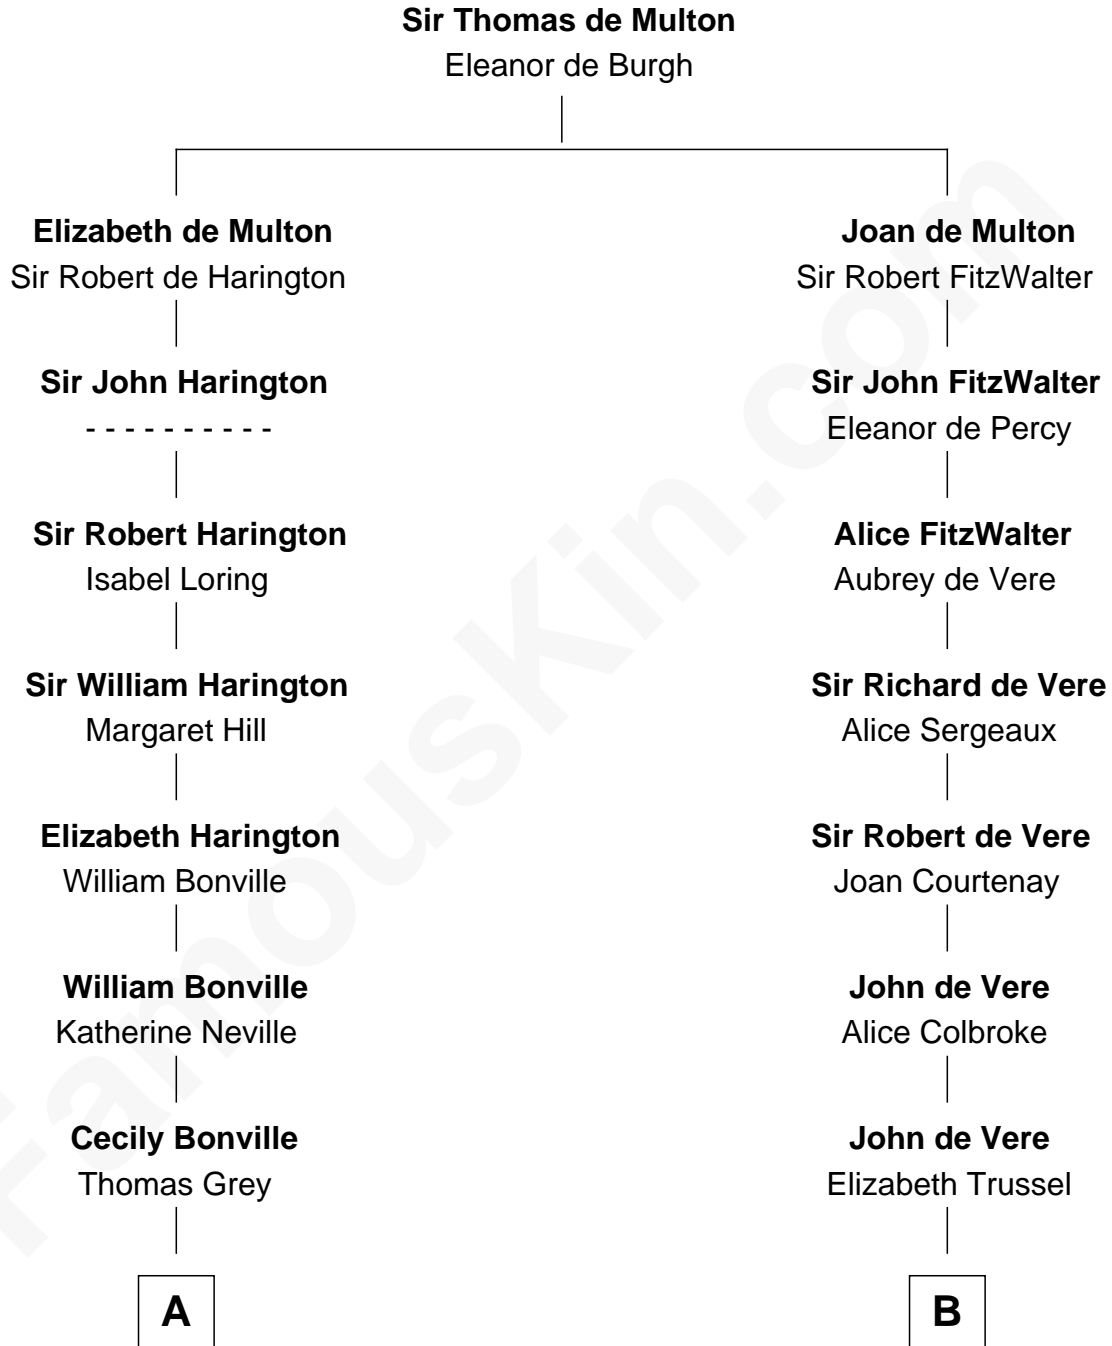 Sir Thomas de Multon
Eleanor de Burgh
Elizabeth de Multon
Sir Robert de Harington
Joan de Multon
Sir Robert FitzWalter
Sir John Harington
- - - - - - - - - -
Sir John FitzWalter
Eleanor de Percy
Sir Robert Harington
Isabel Loring
Alice FitzWalter
Aubrey de Vere
Sir William Harington
Margaret Hill
Sir Richard de Vere
Alice Sergeaux
Elizabeth Harington
William Bonville
Sir Robert de Vere
Joan Courtenay
William Bonville
Katherine Neville
John de Vere
Alice Colbroke
Cecily Bonville
Thomas Grey
John de Vere
Elizabeth Trussel
A
B
FamousKin.com